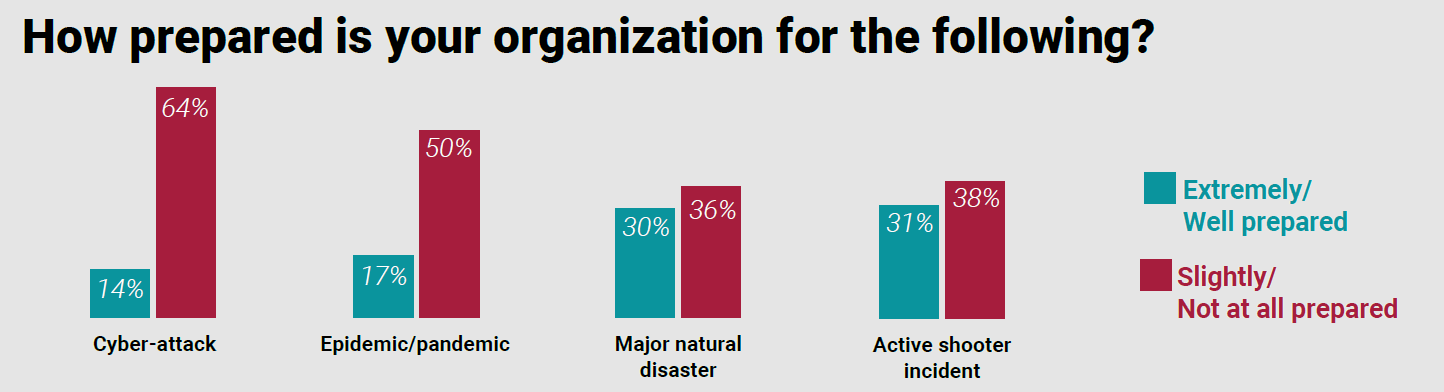 How prepared is your organization for the following?
64%
14%
50%
17%
30%
36%
31%
38%
Cyber-attack
Epidemic/pandemic
Major natural
disaster
Active shooter
incident
Extremely/
Well prepared
Slightly/
Not at all prepared